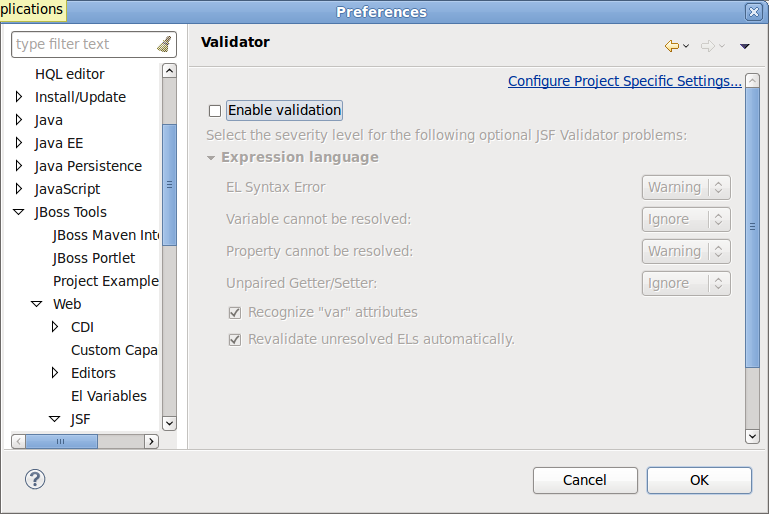 plications
Preferences
type filter text
Validator
HQL editor
Install/Update
Java
Java EE
Java Persistence
JavaScript
JBoss Tools
JBoss Maven Int
JBoss Portlet
Project Example
Web
CDI
Custom Capa
Editors
El Variables
JSF
Configure Project Specific Settings...
Enable validation
Select the severity level for the following optional JSF Validator problems:
Expression language
EL Syntax Error Warning
Variable cannot be resolved: Ignore
Property cannot be resolved: Warning
Unpaired Getter/Setter: Ignore
Recognize "var" attributes
Revalidate unresolved ELs automatically.
?
Cancel OK